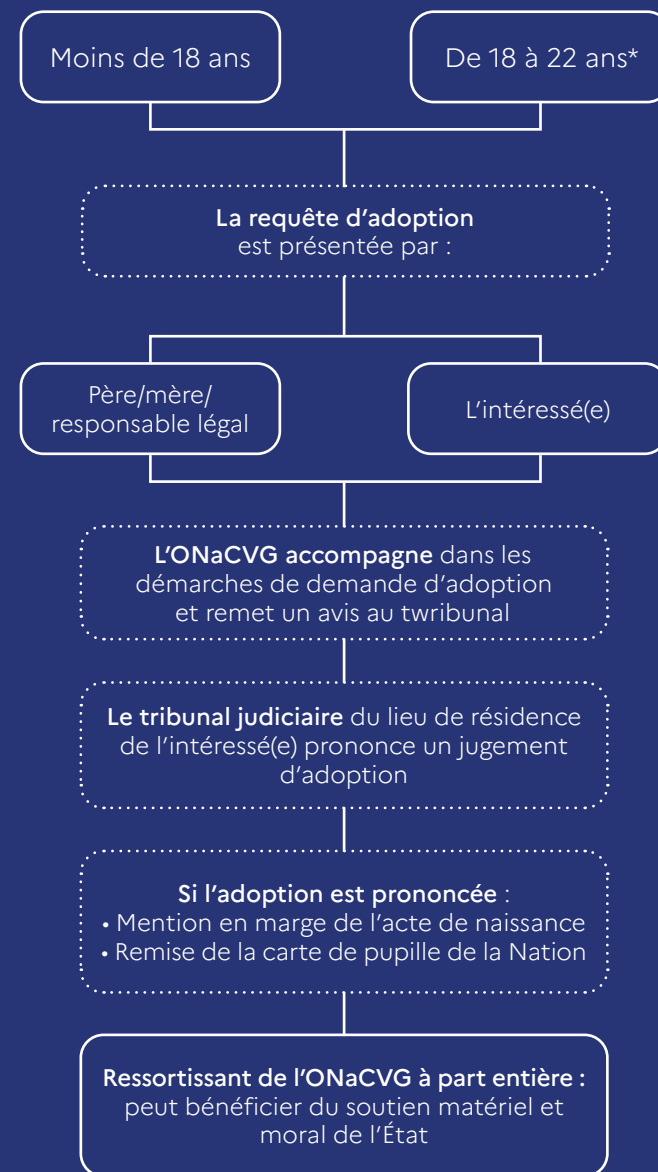 Moins de 18 ans
De 18 à 22 ans*
La requête d’adoption
est présentée par :
Père/mère/
responsable légal
L’intéressé(e)
L’ONaCVG accompagne dans les
démarches de demande d’adoption
et remet un avis au twribunal
Le tribunal judiciaire du lieu de résidence
de l’intéressé(e) prononce un jugement
d’adoption
Si l’adoption est prononcée :
• Mention en marge de l’acte de naissance
• Remise de la carte de pupille de la Nation
Ressortissant de l’ONaCVG à part entière :
peut bénéficier du soutien matériel et
moral de l’État